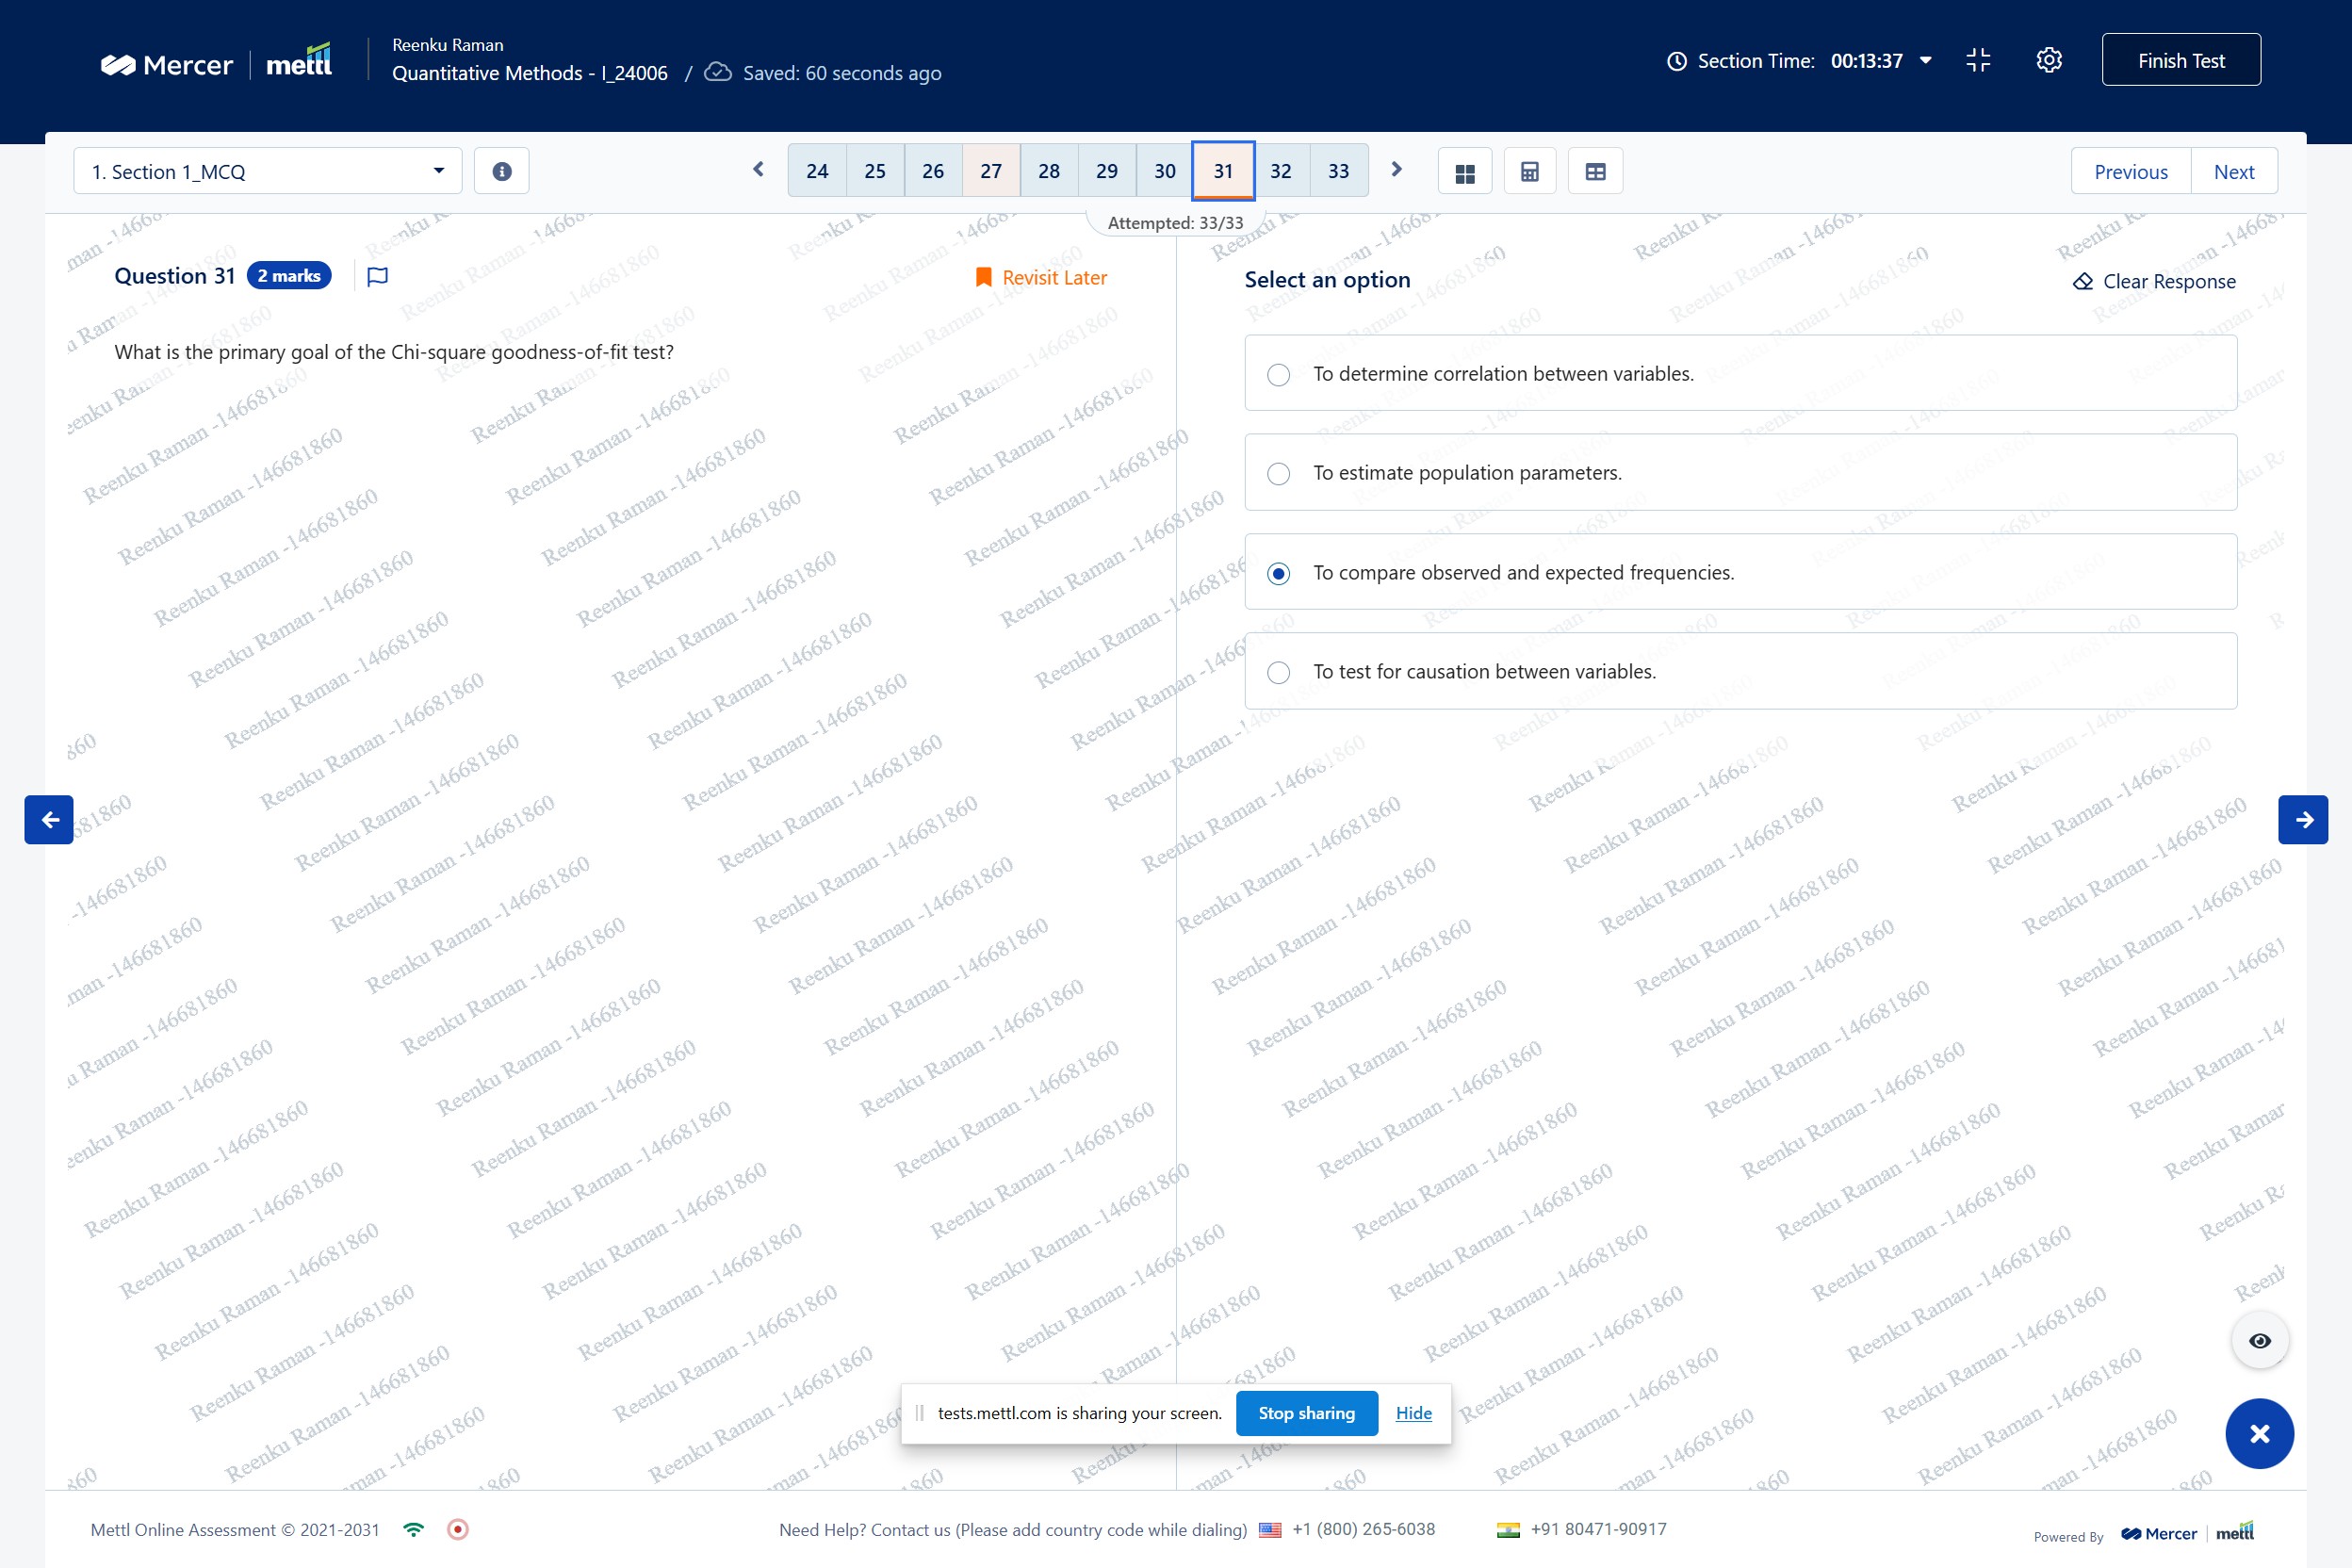 Mercer | mettl
Reenku Raman
Quantitative Methods - I_24006 / Saved: 60 seconds ago
Section Time: 00:13:37
Finish Test
1. Section 1_MCQ
24 25 26 27 28 29 30 31 32 33
Attempted: 33/33
Previous
Next
Question 31
2 marks
Revisit Later
What is the primary goal of the Chi-square goodness-of-fit test?
Select an option
Clear Response
To determine correlation between variables.
To estimate population parameters.
To compare observed and expected frequencies.
To test for causation between variables.
Reenku Raman -146681860
tests.mettl.com is sharing your screen.
Stop sharing
Hide
Mettl Online Assessment © 2021-2031
Need Help? Contact us (Please add country code while dialing) +1 (800) 265-6038 +91 80471-90917
Powered By Mercer | mettl